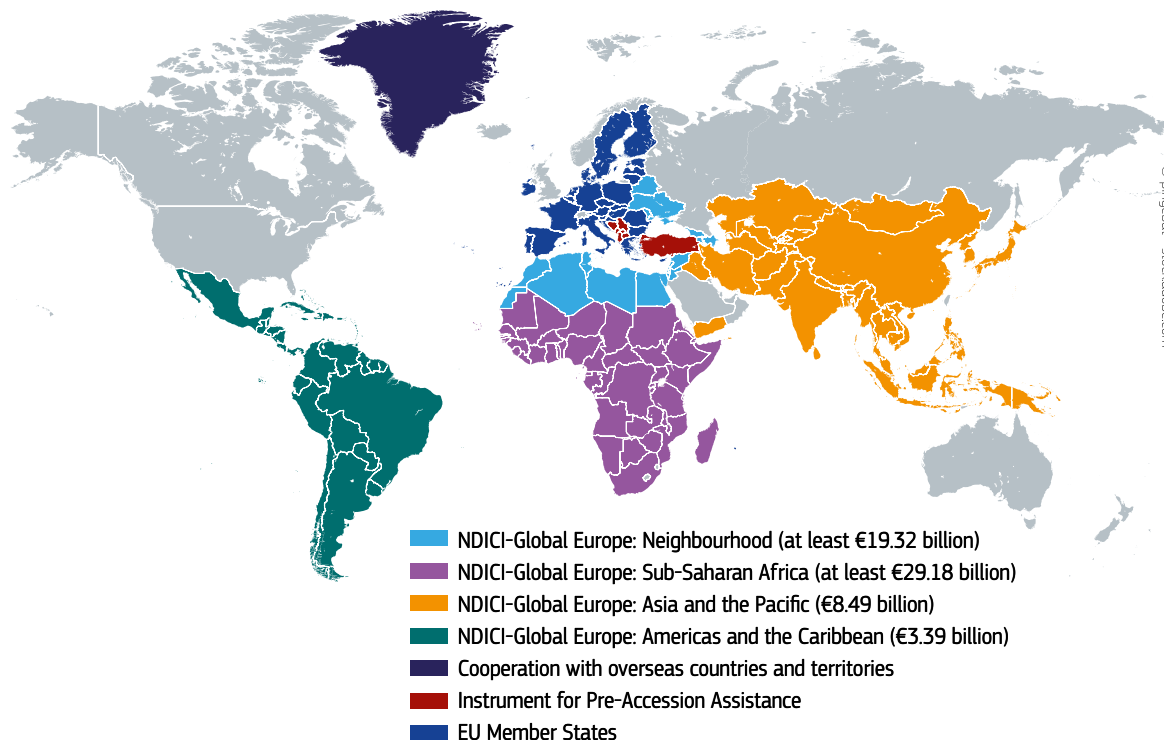 NDICI-Global Europe: Neighbourhood (at least €19.32 billion)
NDICI-Global Europe: Sub-Saharan Africa (at least €29.18 billion)
NDICI-Global Europe: Asia and the Pacific (€8.49 billion)
NDICI-Global Europe: Americas and the Caribbean (€3.39 billion)
Cooperation with overseas countries and territories
Instrument for Pre-Accession Assistance
EU Member States